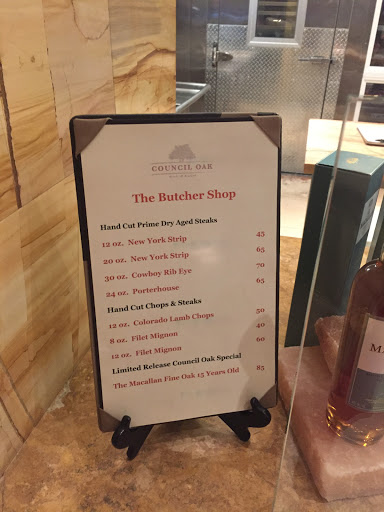 COUNCIL OAK
The Butcher Shop
Hand Cut Prime Dry Aged Steaks
12 oz. New York Strip 45
20 oz. New York Strip 65
30 oz. Cowboy Rib Eye 70
24 oz. Porterhouse 65
Hand Cut Chops & Steaks
12 oz. Colorado Lamb Chops 50
8 oz. Filet Mignon 40
12 oz. Filet Mignon 60
Limited Release Council Oak Special
The Macallan Fine Oak 15 Years Old 85